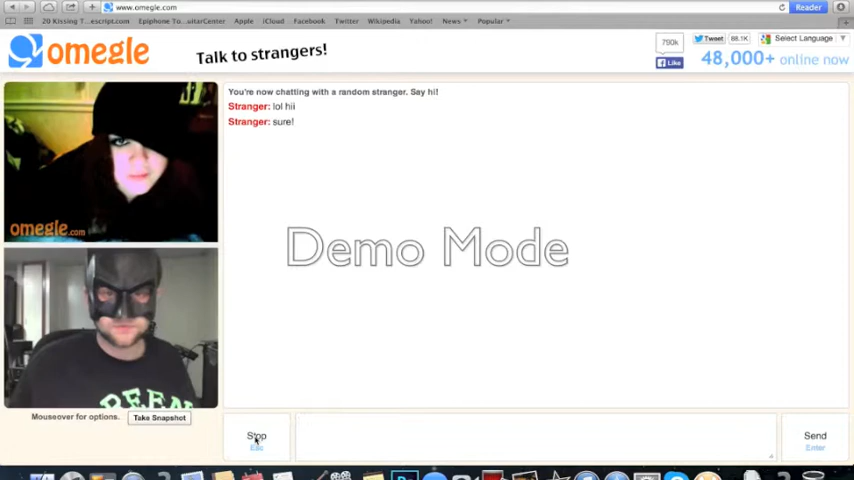 www.omegle.com
Reader
20 Kissing T...escript.com Epiphone To...uitarCenter Apple iCloud Facebook Twitter Wikipedia Yahoo! News Popular
omegle
Talk to strangers!
790k
Like
Tweet
Select Language
48,000+ online now
You're now chatting with a random stranger. Say hi!
Stranger: lol hii
Stranger: sure!
omegle.com
Demo Mode
Mouseover for options. Take Snapshot
Stop
Esc
Send
Enter